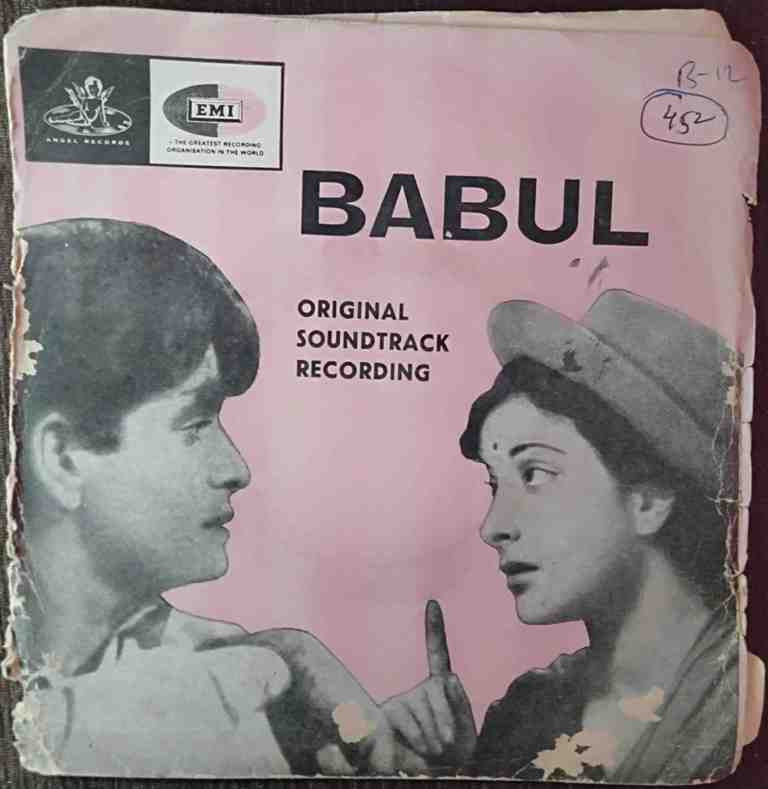 B-12
452
ANGEL RECORDS
EMI
THE GREATEST RECORDING
ORGANISATION IN THE WORLD
BABUL
ORIGINAL
SOUNDTRACK
RECORDING